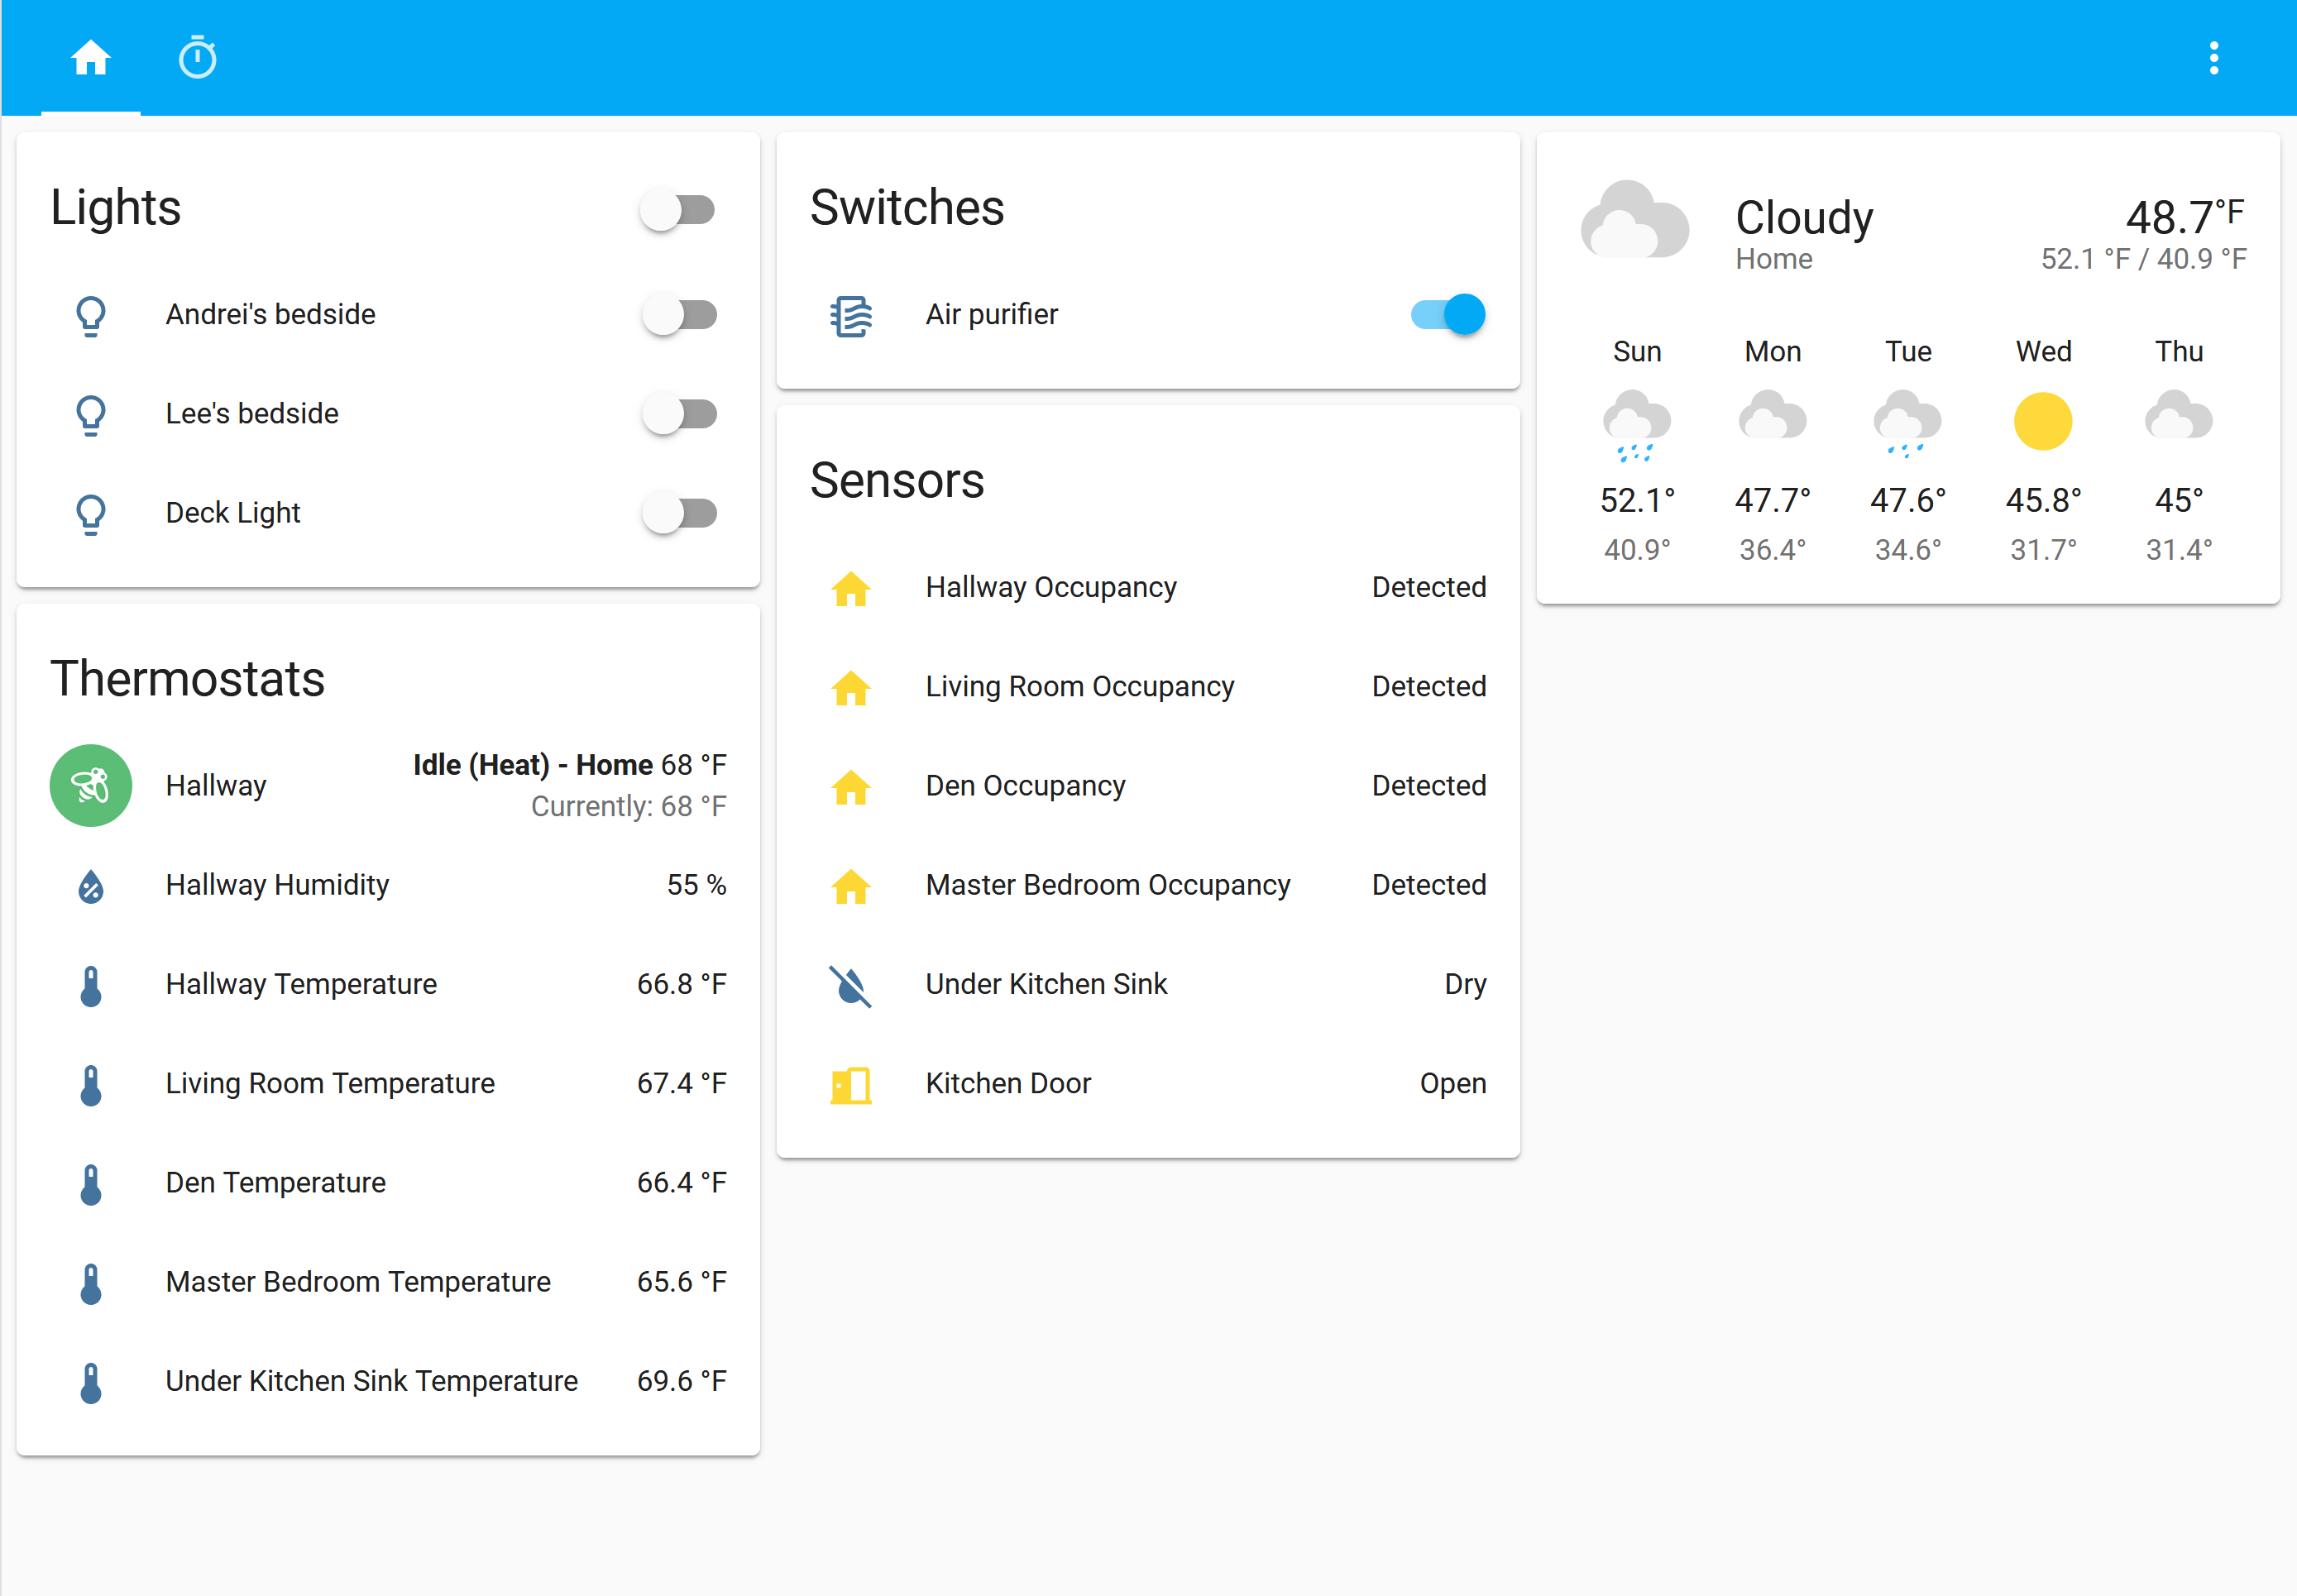 Lights
Andrei's bedside
Lee's bedside
Deck Light
Thermostats
Hallway Idle (Heat) - Home 68 °F
Currently: 68 °F
Hallway Humidity 55 %
Hallway Temperature 66.8 °F
Living Room Temperature 67.4 °F
Den Temperature 66.4 °F
Master Bedroom Temperature 65.6 °F
Under Kitchen Sink Temperature 69.6 °F
Switches
Air purifier
Sensors
Hallway Occupancy Detected
Living Room Occupancy Detected
Den Occupancy Detected
Master Bedroom Occupancy Detected
Under Kitchen Sink Dry
Kitchen Door Open
Cloudy 48.7°F
Home 52.1 °F / 40.9 °F
Sun Mon Tue Wed Thu
52.1° 47.7° 47.6° 45.8° 45°
40.9° 36.4° 34.6° 31.7° 31.4°